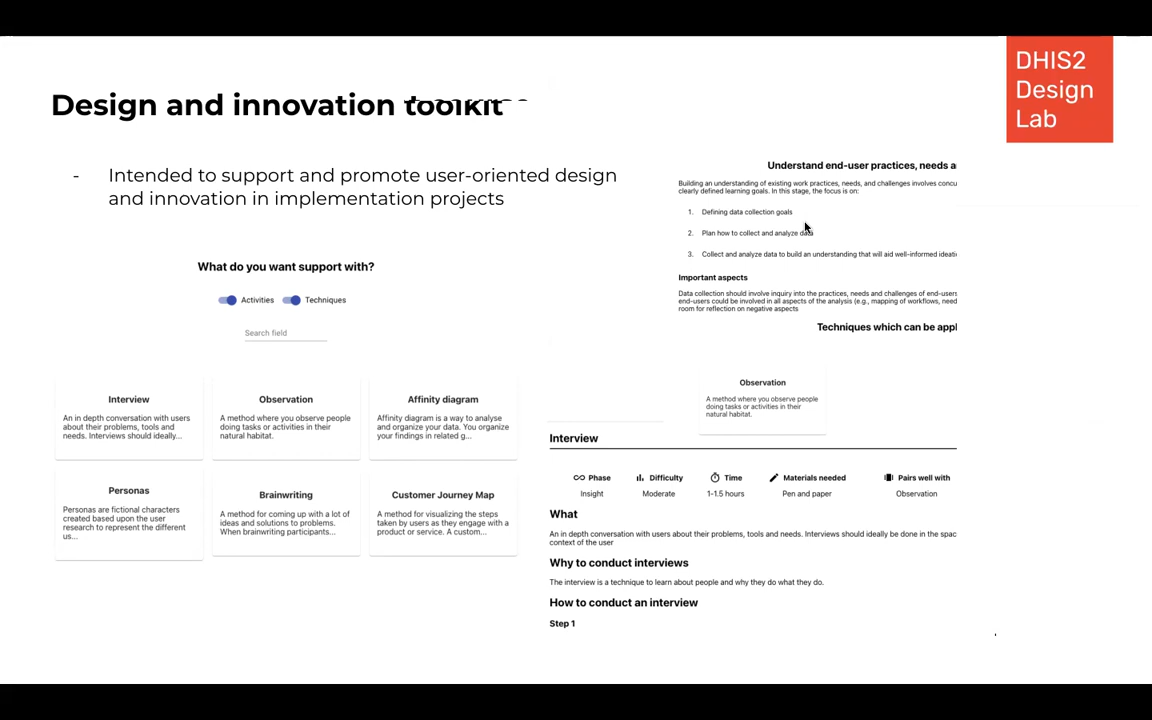 Design and innovation toolkit
DHIS2
Design
Lab
- Intended to support and promote user-oriented design
and innovation in implementation projects
What do you want support with?
Activities Techniques
Search field
Interview
An in depth conversation with users
about their problems, tools and
needs. Interviews should ideally...
Observation
A method where you observe people
doing tasks or activities in their
natural habitat.
Affinity diagram
Affinity diagram is a way to analyse
and organize your data. You organize
your findings in related g...
Personas
Personas are fictional characters
created based upon the user
research to represent the different
us...
Brainwriting
A method for coming up with a lot of
ideas and solutions to problems.
When brainwriting participants...
Customer Journey Map
A method for visualizing the steps
taken by users as they engage with a
product or service. A custom...
Understand end-user practices, needs a
Building an understanding of existing work practices, needs, and challenges involves concu
clearly defined learning goals. In this stage, the focus is on:
1. Defining data collection goals
2. Plan how to collect and analyze data
3. Collect and analyze data to build an understanding that will aid well-informed ideati
Important aspects
Data collection should involve inquiry into the practices, needs and challenges of end-users
end-users could be involved in all aspects of the analysis (e.g., mapping of workflows, need
room for reflection on negative aspects
Techniques which can be appl
Observation
A method where you observe people
doing tasks or activities in their
natural habitat.
Interview
Phase Difficulty Time Materials needed Pairs well with
Insight Moderate 1-1.5 hours Pen and paper Observation
What
An in depth conversation with users about their problems, tools and needs. Interviews should ideally be done in the spac
context of the user
Why to conduct interviews
The interview is a technique to learn about people and why they do what they do.
How to conduct an interview
Step 1